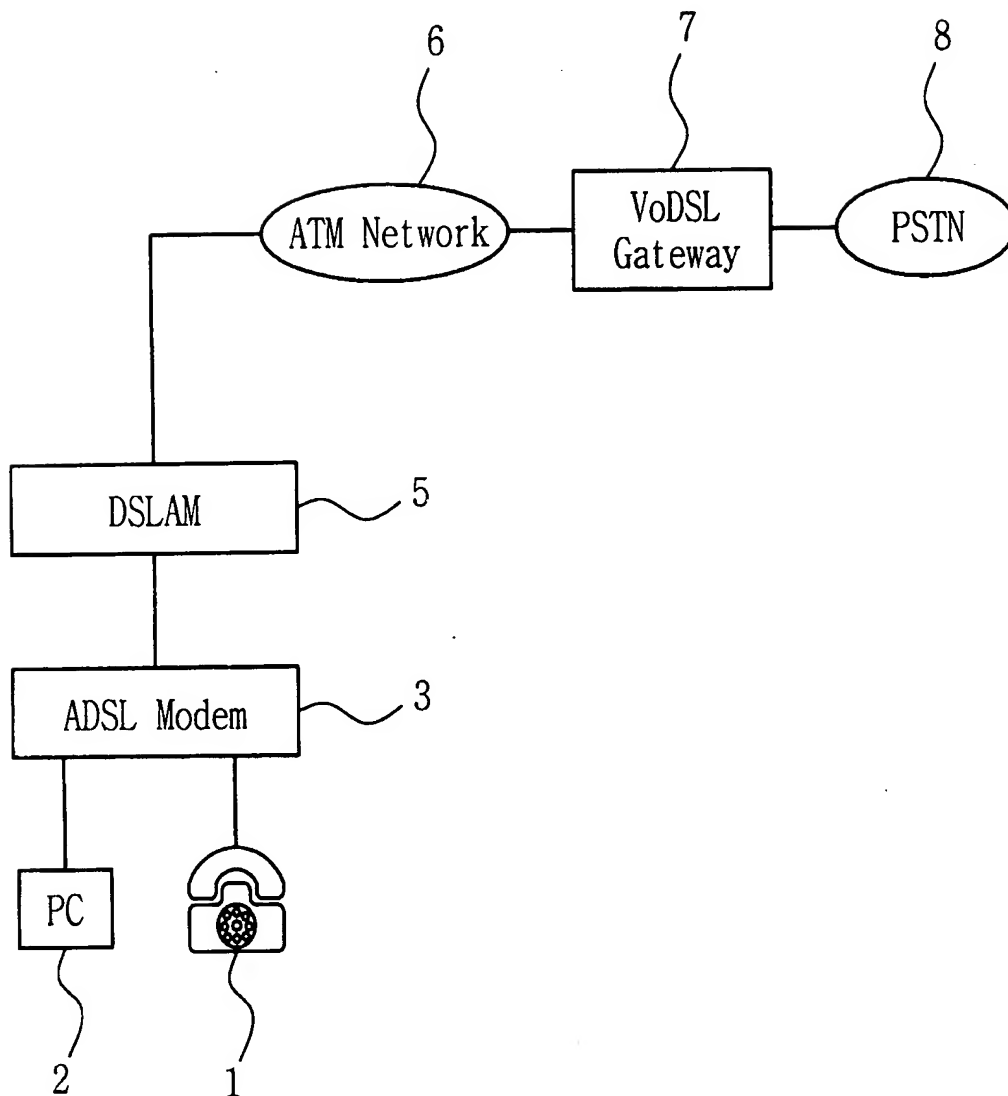 6
7
8
ATM Network
VoDSL
Gateway
PSTN
DSLAM
5
ADSL Modem
3
PC
2
1